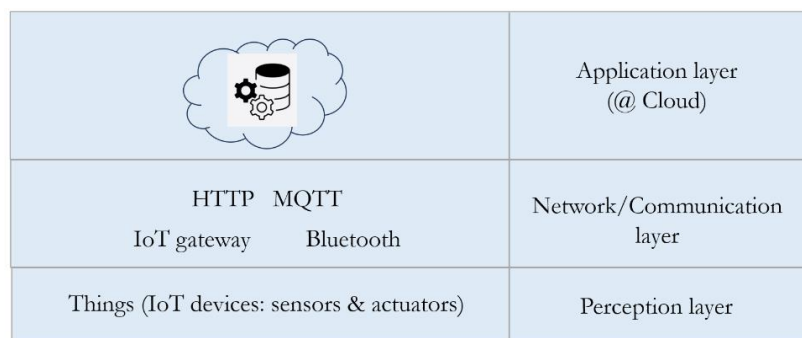 Application layer
(@ Cloud)
HTTP MQTT
IoT gateway Bluetooth
Network/Communication
layer
Things (IoT devices: sensors & actuators)
Perception layer